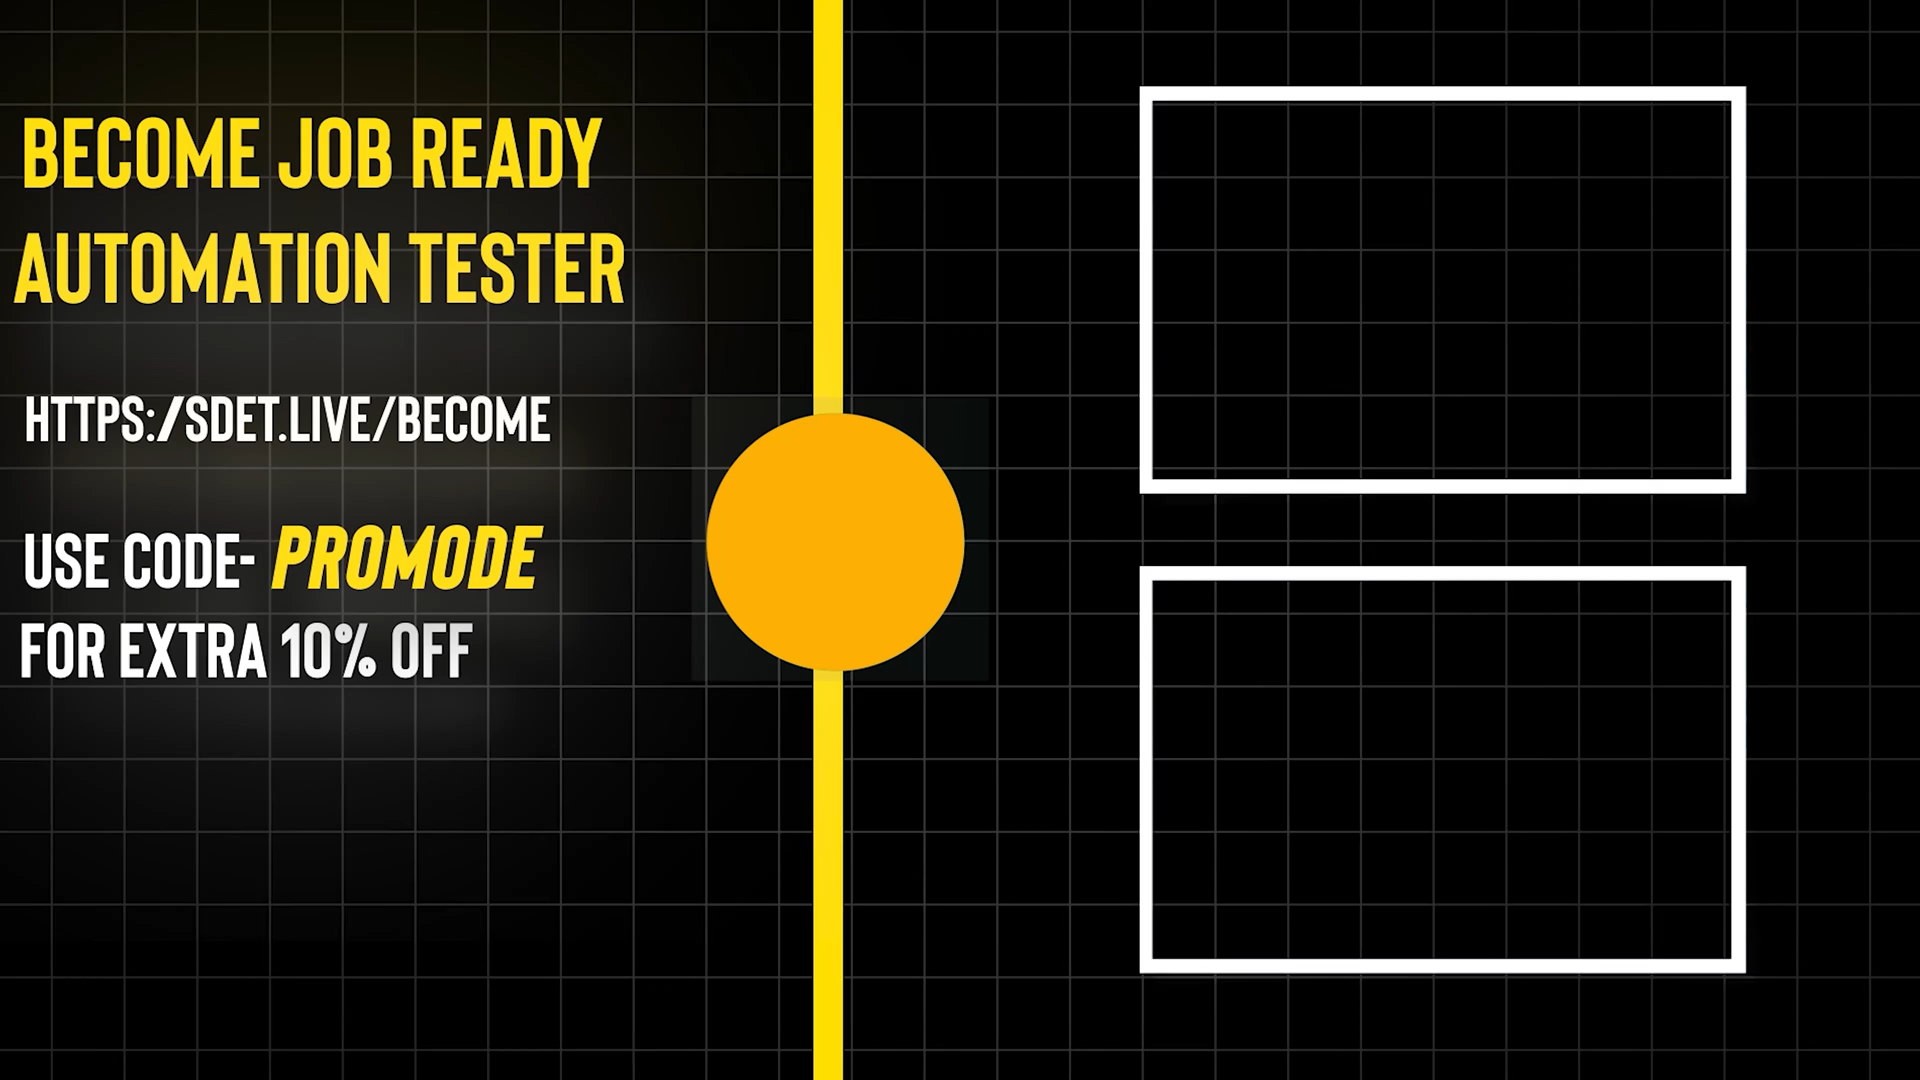 BECOME JOB READY
AUTOMATION TESTER
HTTPS://SDET.LIVE/BECOME
USE CODE- PROMODE
FOR EXTRA 10% OFF